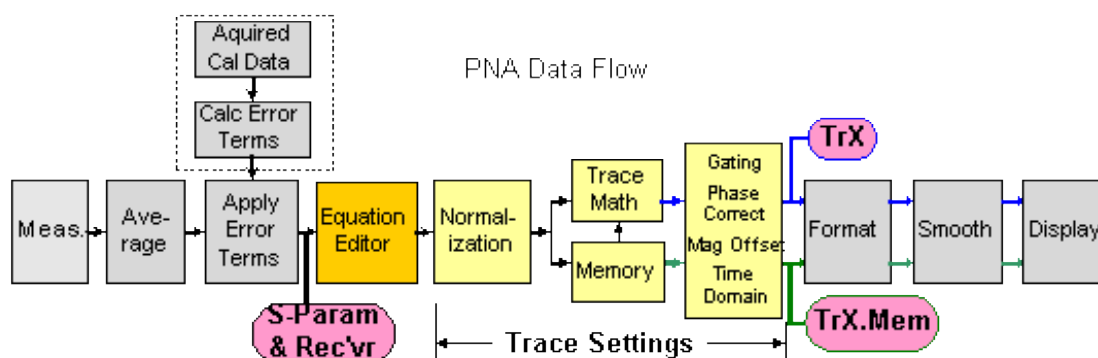 Aquired
Cal Data
PNA Data Flow
Calc Error
Terms
TrX
Meas.
Ave-
rage
Apply
Error
Terms
Equation
Editor
Normal-
ization
Trace
Math
Memory
Gating
Phase
Correct
Mag Offset
Time
Domain
Format
Smooth
Display
S-Param
& Rec'vr
Trace Settings
TrX.Mem